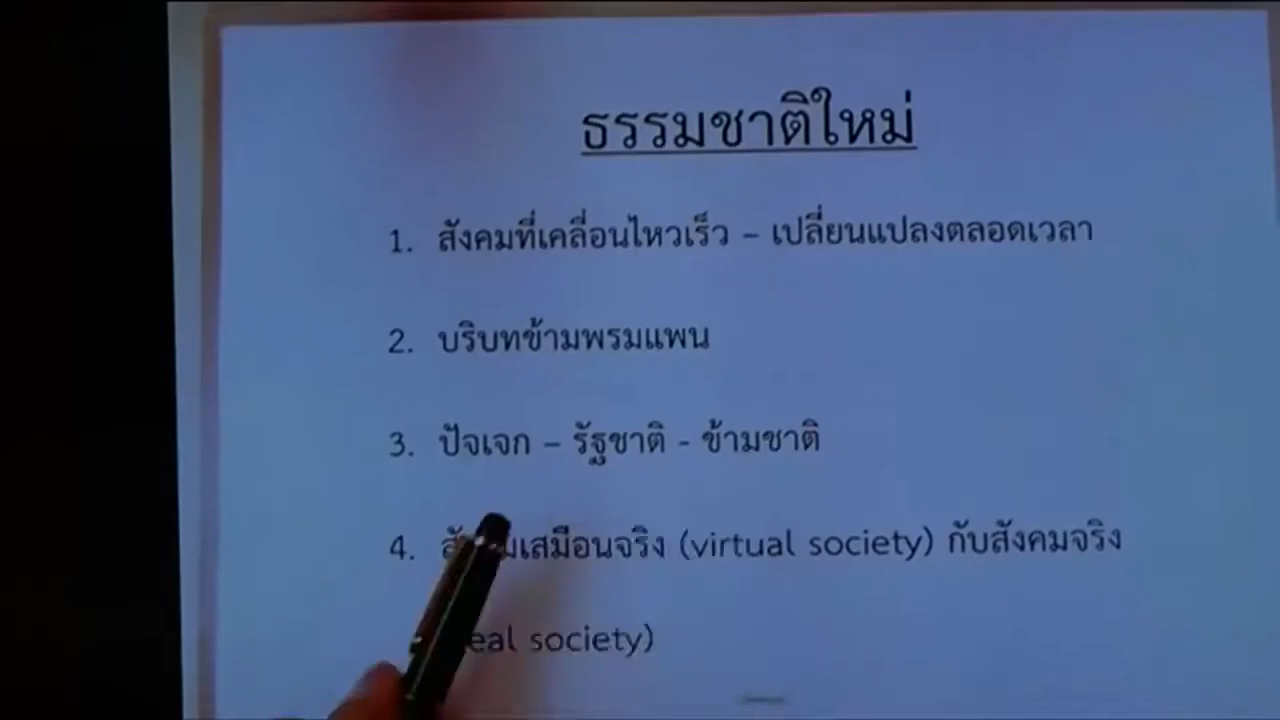 ธรรมชาติใหม่
1. สังคมที่เคลื่อนไหวเร็ว – เปลี่ยนแปลงตลอดเวลา
2. บริบทข้ามพรมแพน
3. ปัจเจก – รัฐชาติ - ข้ามชาติ
4. เสมือนจริง (virtual society) กับสังคมจริง
society)